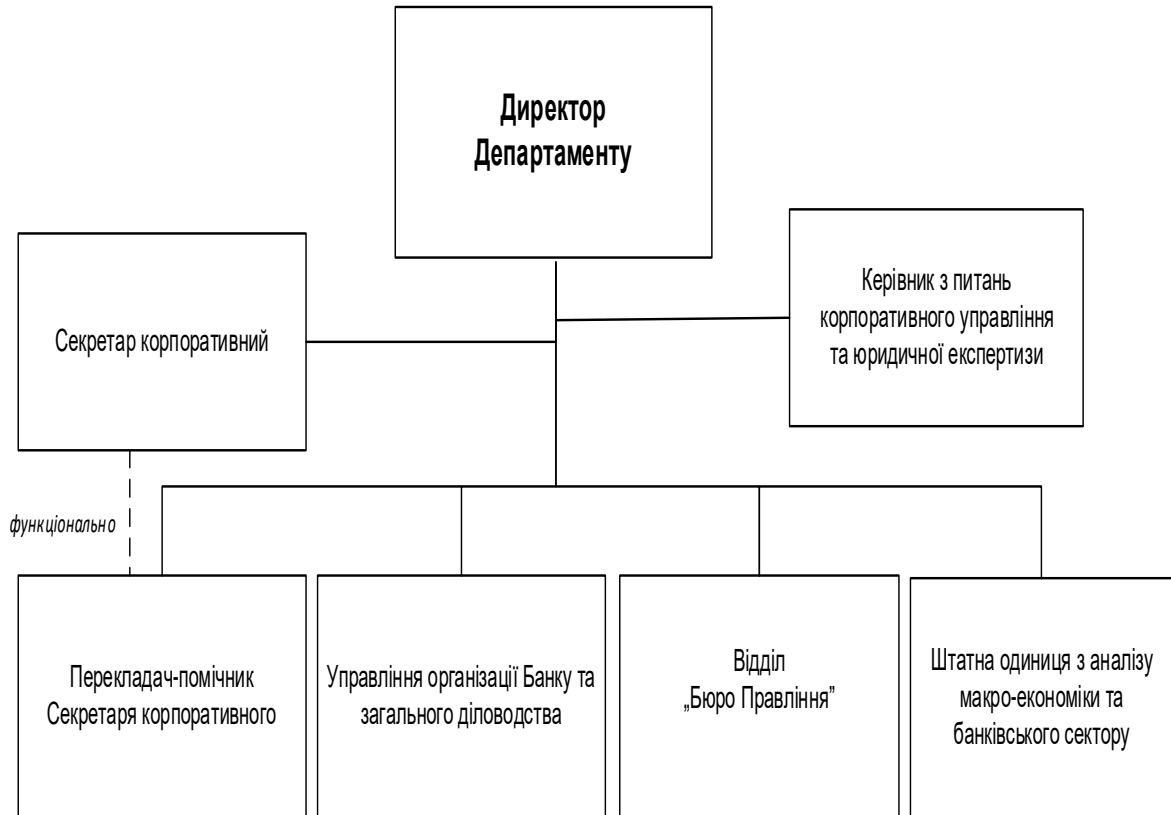 Директор
Департаменту
Керівник з питань
корпоративного управління
та юридичної експертизи
Секретар корпоративний
функціонально
Перекладач-помічник
Секретаря корпоративного
Управління організації Банку та
загального діловодства
Відділ
„Бюро Правління”
Штатна одиниця з аналізу
макро-економіки та
банківського сектору